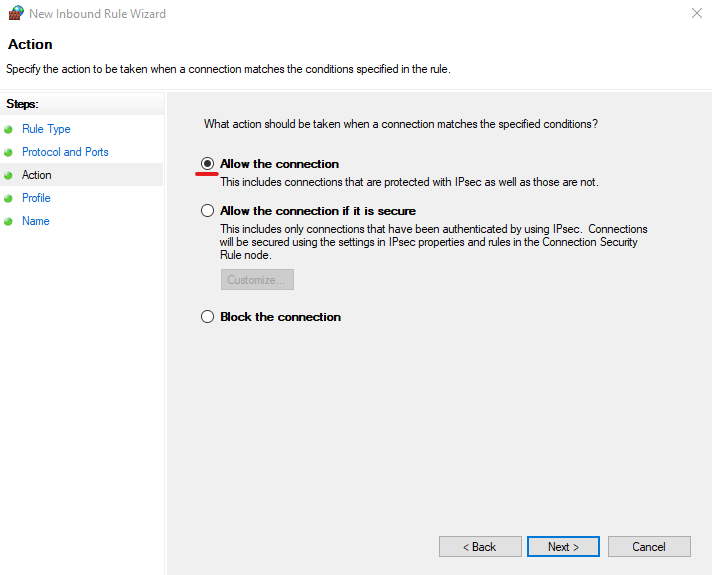 New Inbound Rule Wizard
Action
Specify the action to be taken when a connection matches the conditions specified in the rule.
Steps:
Rule Type
Protocol and Ports
Action
Profile
Name
What action should be taken when a connection matches the specified conditions?
Allow the connection
This includes connections that are protected with IPsec as well as those are not.
Allow the connection if it is secure
This includes only connections that have been authenticated by using IPsec. Connections
will be secured using the settings in IPsec properties and rules in the Connection Security
Rule node.
Customize...
Block the connection
< Back
Next >
Cancel